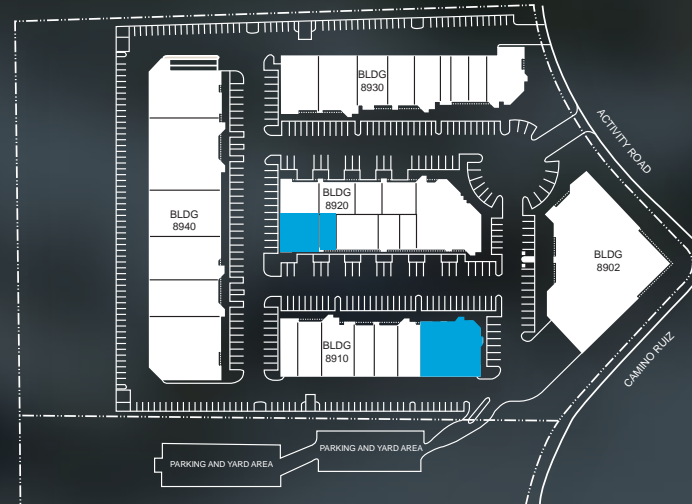 BLDG
8930
ACTIVITY ROAD
BLDG
8920
BLDG
8940
BLDG
8902
BLDG
8910
CAMINO RUIZ
PARKING AND YARD AREA
PARKING AND YARD AREA